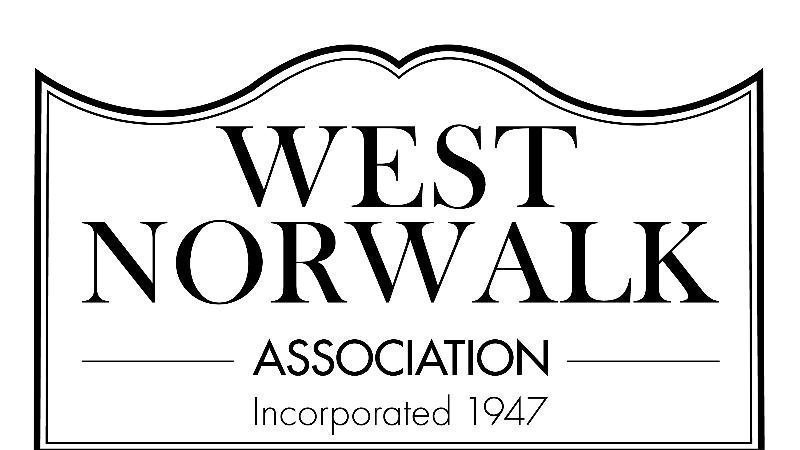 WEST
NORWALK
ASSOCIATION
Incorporated 1947